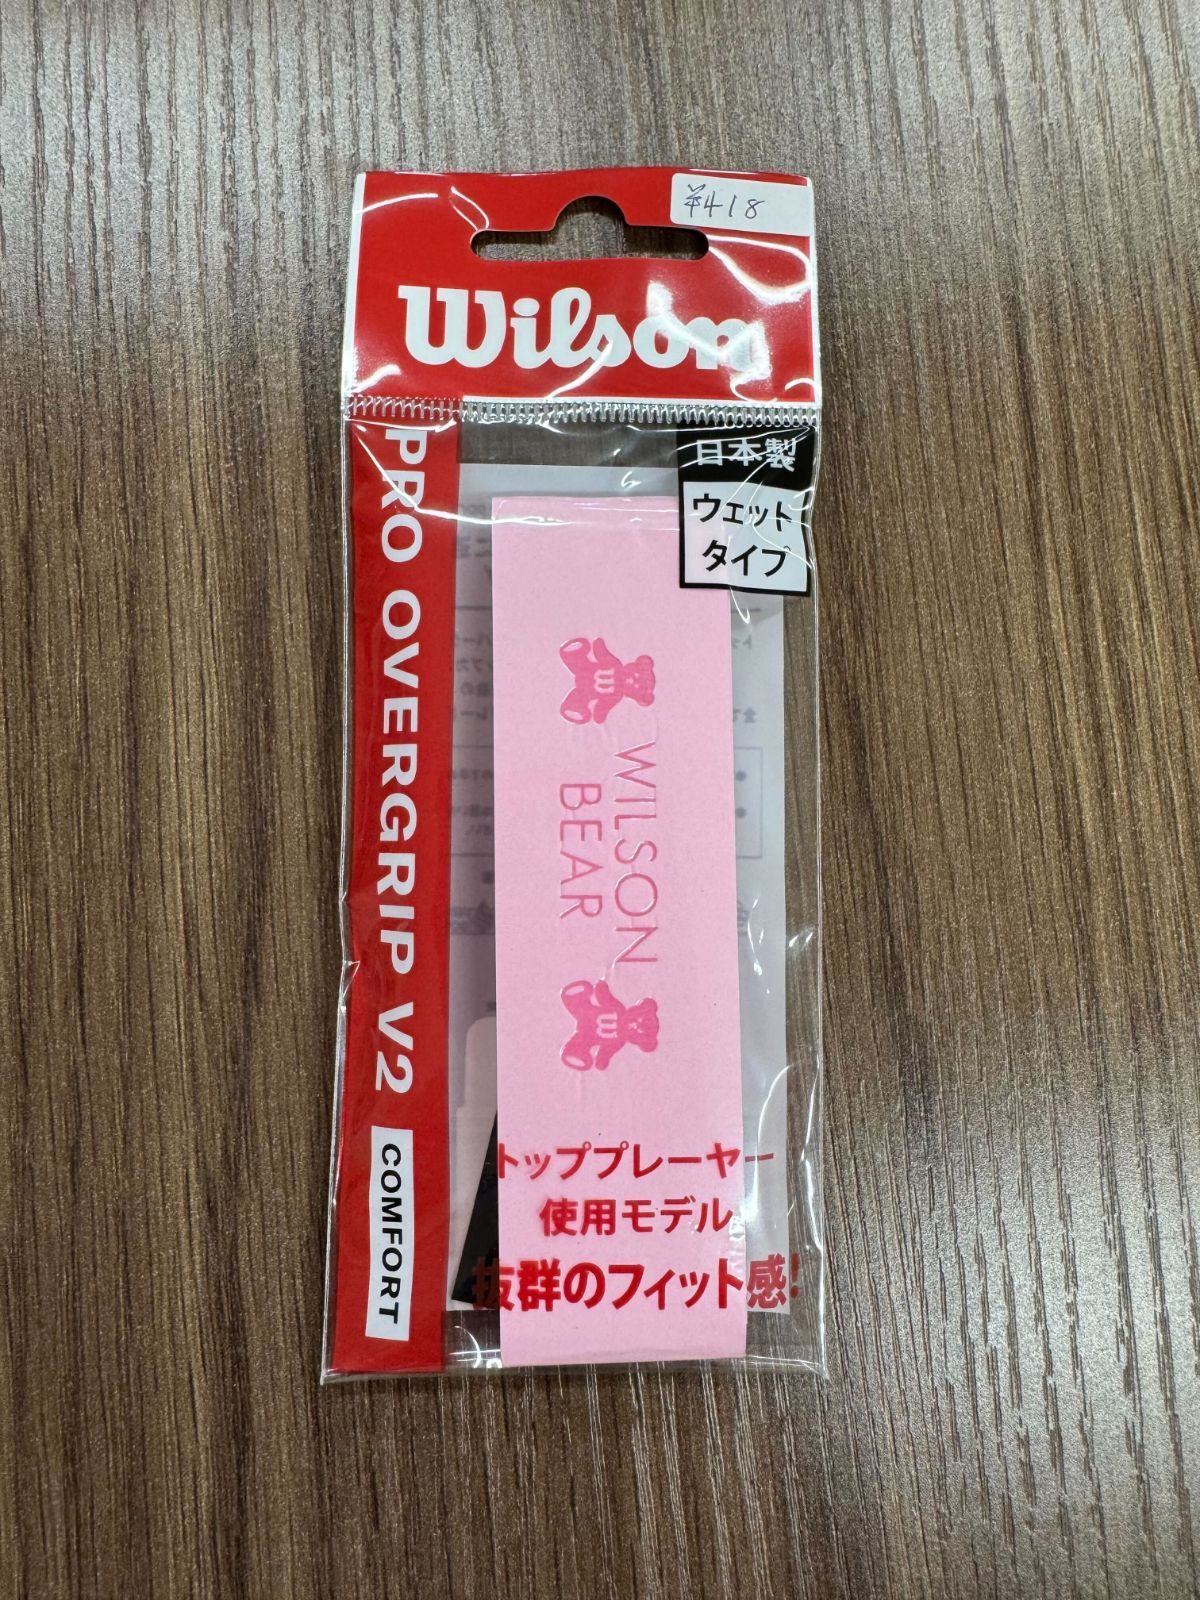 ¥418
Wilson
日本製
ウェット
タイプ
PRO OVERGRIP V2
COMFORT
WILSON
BEAR
トッププレーヤー
使用モデル
抜群のフィット感!